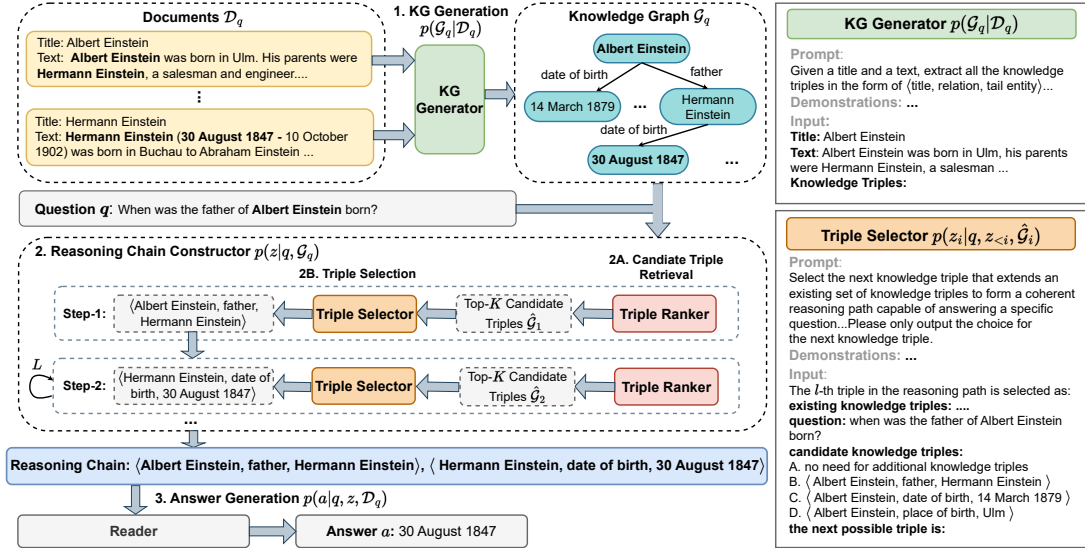 Documents 𝒟_q
Title: Albert Einstein
Text: Albert Einstein was born in Ulm. His parents were
Hermann Einstein, a salesman and engineer....
⋮
Title: Hermann Einstein
Text: Hermann Einstein (30 August 1847 - 10 October
1902) was born in Buchau to Abraham Einstein ...
1. KG Generation
p(𝒢_q|𝒟_q)
KG
Generator
Knowledge Graph 𝒢_q
Albert Einstein
date of birth
father
14 March 1879
...
Hermann
Einstein
date of birth
30 August 1847
...
Question q: When was the father of Albert Einstein born?
2. Reasoning Chain Constructor p(z|q, 𝒢_q)
2B. Triple Selection
2A. Candiate Triple
Retrieval
Step-1:
⟨Albert Einstein, father,
Hermann Einstein⟩
Triple Selector
Top-K Candidate
Triples 𝒢̂_1
Triple Ranker
L
Step-2:
⟨Hermann Einstein, date of
birth, 30 August 1847⟩
Triple Selector
Top-K Candidate
Triples 𝒢̂_2
Triple Ranker
...
Reasoning Chain: ⟨Albert Einstein, father, Hermann Einstein⟩, ⟨ Hermann Einstein, date of birth, 30 August 1847⟩
3. Answer Generation p(a|q, z, 𝒟_q)
Reader
Answer a: 30 August 1847
KG Generator p(𝒢_q|𝒟_q)
Prompt:
Given a title and a text, extract all the knowledge
triples in the form of ⟨title, relation, tail entity⟩...
Demonstrations: ...
Input:
Title: Albert Einstein
Text: Albert Einstein was born in Ulm, his parents
were Hermann Einstein, a salesman ...
Knowledge Triples:
Triple Selector p(z_i|q, z_{<i}, 𝒢̂_i)
Prompt:
Select the next knowledge triple that extends an
existing set of knowledge triples to form a coherent
reasoning path capable of answering a specific
question...Please only output the choice for
the next knowledge triple.
Demonstrations: ...
Input:
The l-th triple in the reasoning path is selected as:
existing knowledge triples: ....
question: when was the father of Albert Einstein
born?
candidate knowledge triples:
A. no need for additional knowledge triples
B. ⟨ Albert Einstein, father, Hermann Einstein ⟩
C. ⟨ Albert Einstein, date of birth, 14 March 1879 ⟩
D. ⟨ Albert Einstein, place of birth, Ulm ⟩
the next possible triple is: